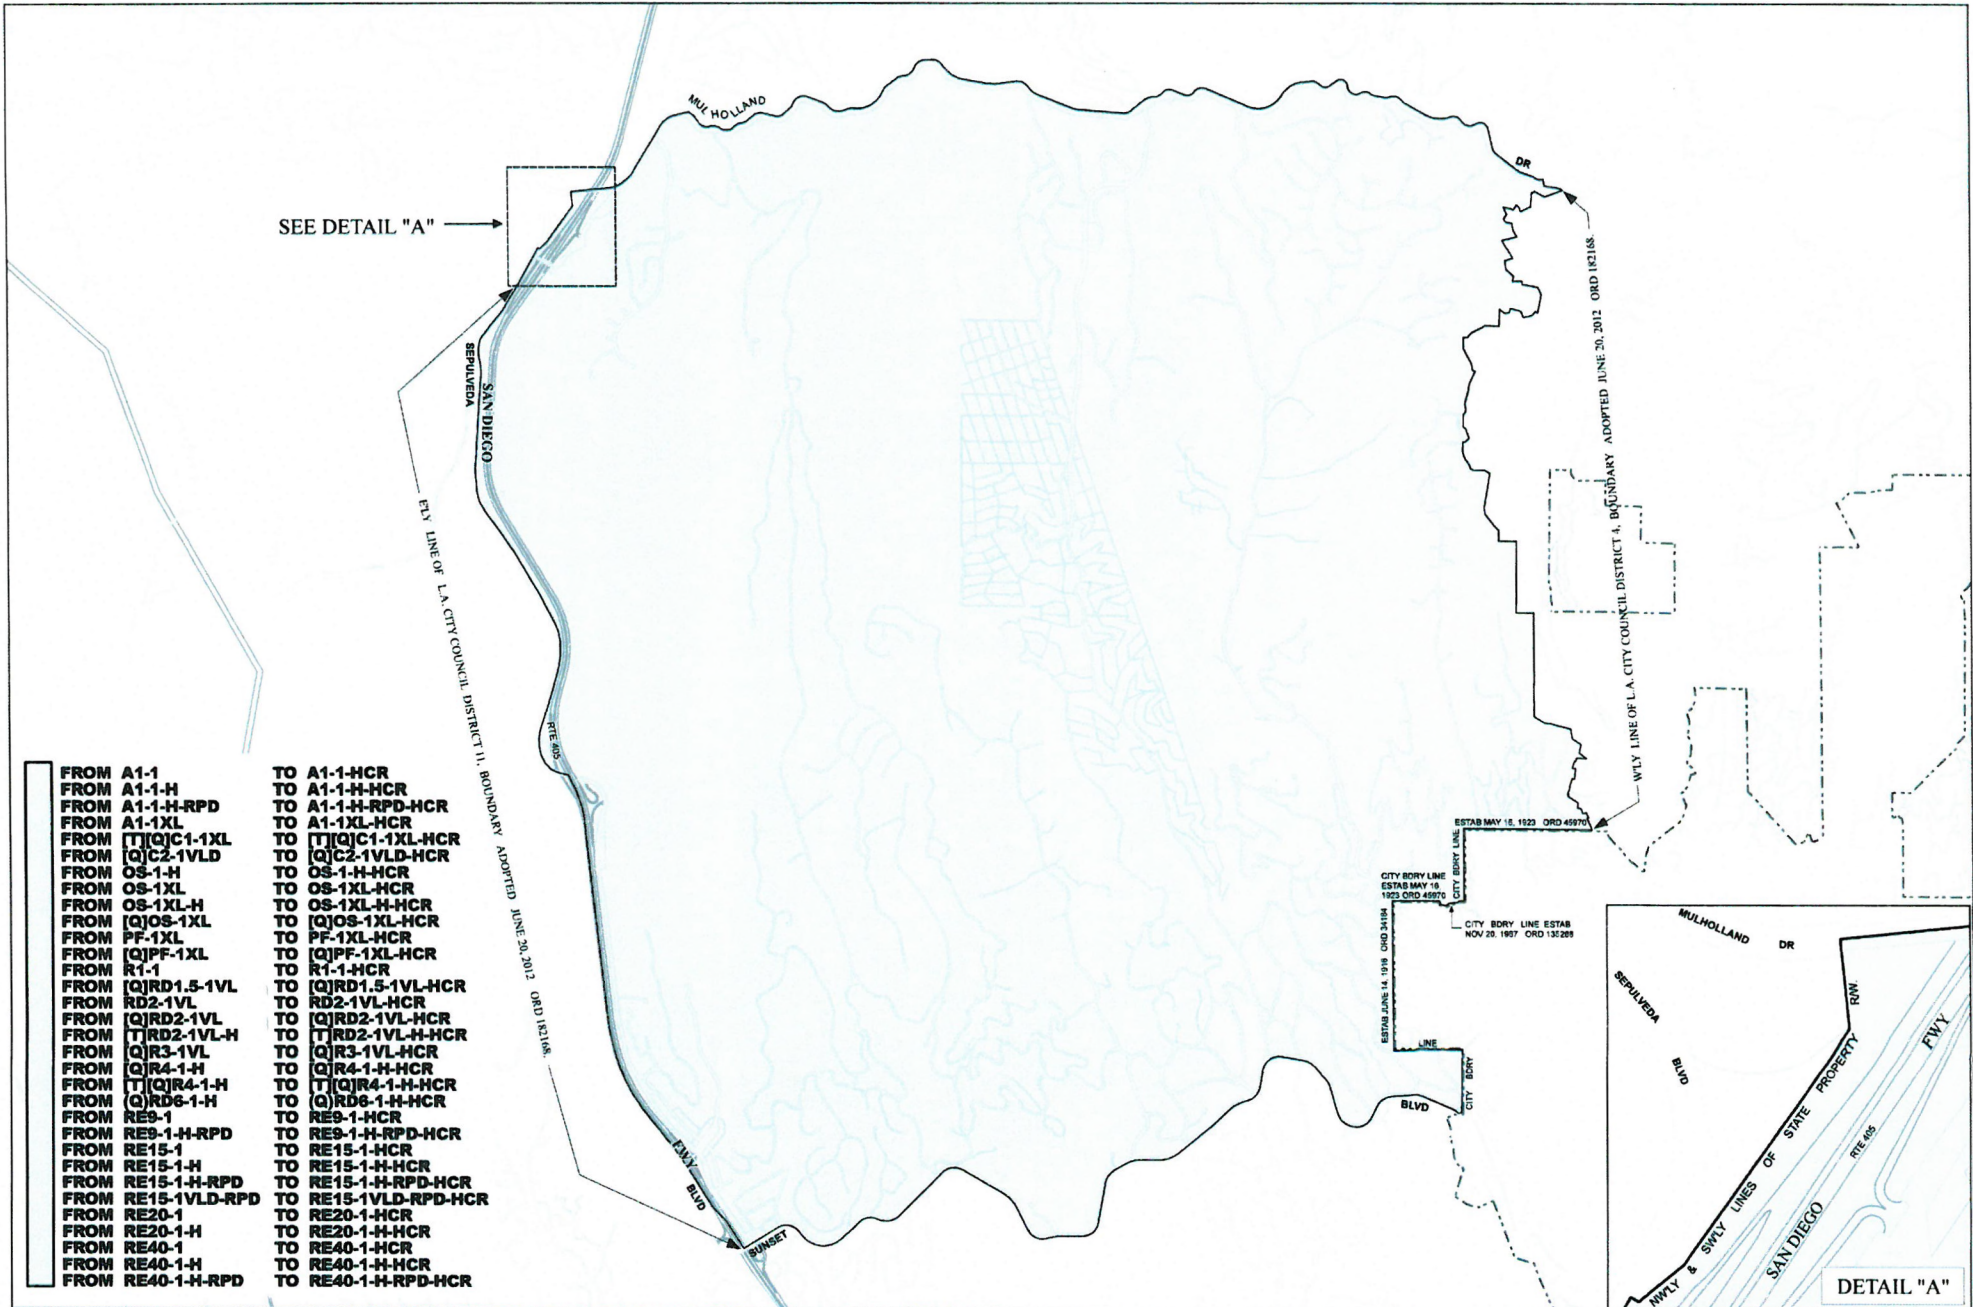 MULHOLLAND
DR
SEE DETAIL "A"
SEPULVEDA
SAN DIEGO
E'LY LINE OF L.A. CITY COUNCIL DISTRICT 11, BOUNDARY ADOPTED JUNE 20, 2012 ORD 182168.
W'LY LINE OF L.A. CITY COUNCIL DISTRICT 4, BOUNDARY ADOPTED JUNE 20, 2012 ORD 182168.
RTE 405
FROM A1-1 TO A1-1-HCR
FROM A1-1-H TO A1-1-H-HCR
FROM A1-1-H-RPD TO A1-1-H-RPD-HCR
FROM A1-1XL TO A1-1XL-HCR
FROM [T][Q]C1-1XL TO [T][Q]C1-1XL-HCR
FROM [Q]C2-1VLD TO [Q]C2-1VLD-HCR
FROM OS-1-H TO OS-1-H-HCR
FROM OS-1XL TO OS-1XL-HCR
FROM OS-1XL-H TO OS-1XL-H-HCR
FROM [Q]OS-1XL TO [Q]OS-1XL-HCR
FROM PF-1XL TO PF-1XL-HCR
FROM [Q]PF-1XL TO [Q]PF-1XL-HCR
FROM R1-1 TO R1-1-HCR
FROM [Q]RD1.5-1VL TO [Q]RD1.5-1VL-HCR
FROM RD2-1VL TO RD2-1VL-HCR
FROM [Q]RD2-1VL TO [Q]RD2-1VL-HCR
FROM [T]RD2-1VL-H TO [T]RD2-1VL-H-HCR
FROM [Q]R3-1VL TO [Q]R3-1VL-HCR
FROM [Q]R4-1-H TO [Q]R4-1-H-HCR
FROM [T][Q]R4-1-H TO [T][Q]R4-1-H-HCR
FROM (Q)RD6-1-H TO (Q)RD6-1-H-HCR
FROM RE9-1 TO RE9-1-HCR
FROM RE9-1-H-RPD TO RE9-1-H-RPD-HCR
FROM RE15-1 TO RE15-1-HCR
FROM RE15-1-H TO RE15-1-H-HCR
FROM RE15-1-H-RPD TO RE15-1-H-RPD-HCR
FROM RE15-1VLD-RPD TO RE15-1VLD-RPD-HCR
FROM RE20-1 TO RE20-1-HCR
FROM RE20-1-H TO RE20-1-H-HCR
FROM RE40-1 TO RE40-1-HCR
FROM RE40-1-H TO RE40-1-H-HCR
FROM RE40-1-H-RPD TO RE40-1-H-RPD-HCR
FWY
BLVD
SUNSET
BLVD
ESTAB MAY 16, 1923 ORD 45970
CITY BDRY LINE
CITY BDRY LINE
ESTAB MAY 16
1923 ORD 45970
CITY BDRY LINE ESTAB
NOV 20, 1967 ORD
ESTAB JUNE 14, 1916 ORD 34184
LINE
CITY BDRY
MULHOLLAND DR
SEPULVEDA
BLVD
NW'LY & SW'LY LINES OF STATE PROPERTY R/W.
RTE 405
SAN DIEGO
FWY
DETAIL "A"